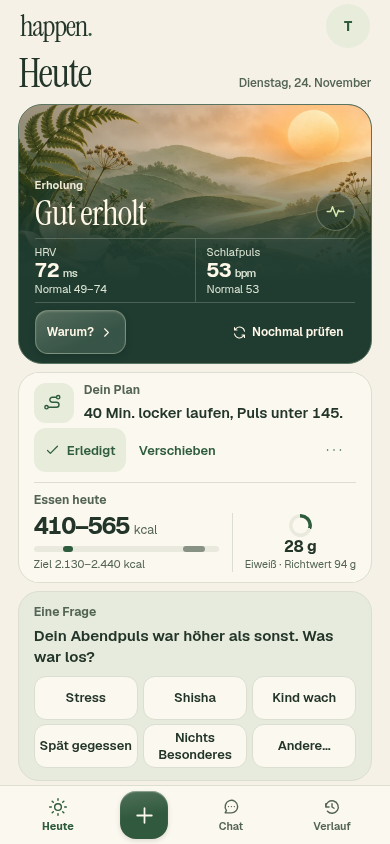 happen.
T
Heute
Dienstag, 24. November
Erholung
Gut erholt
HRV
72 ms
Normal 49–74
Schlafpuls
53 bpm
Normal 53
Warum?
Nochmal prüfen
Dein Plan
40 Min. locker laufen, Puls unter 145.
Erledigt
Verschieben
...
Essen heute
410–565 kcal
Ziel 2.130–2.440 kcal
28 g
Eiweiß · Richtwert 94 g
Eine Frage
Dein Abendpuls war höher als sonst. Was
war los?
Stress
Shisha
Kind wach
Spät gegessen
Nichts
Besonderes
Andere...
Heute
Chat
Verlauf